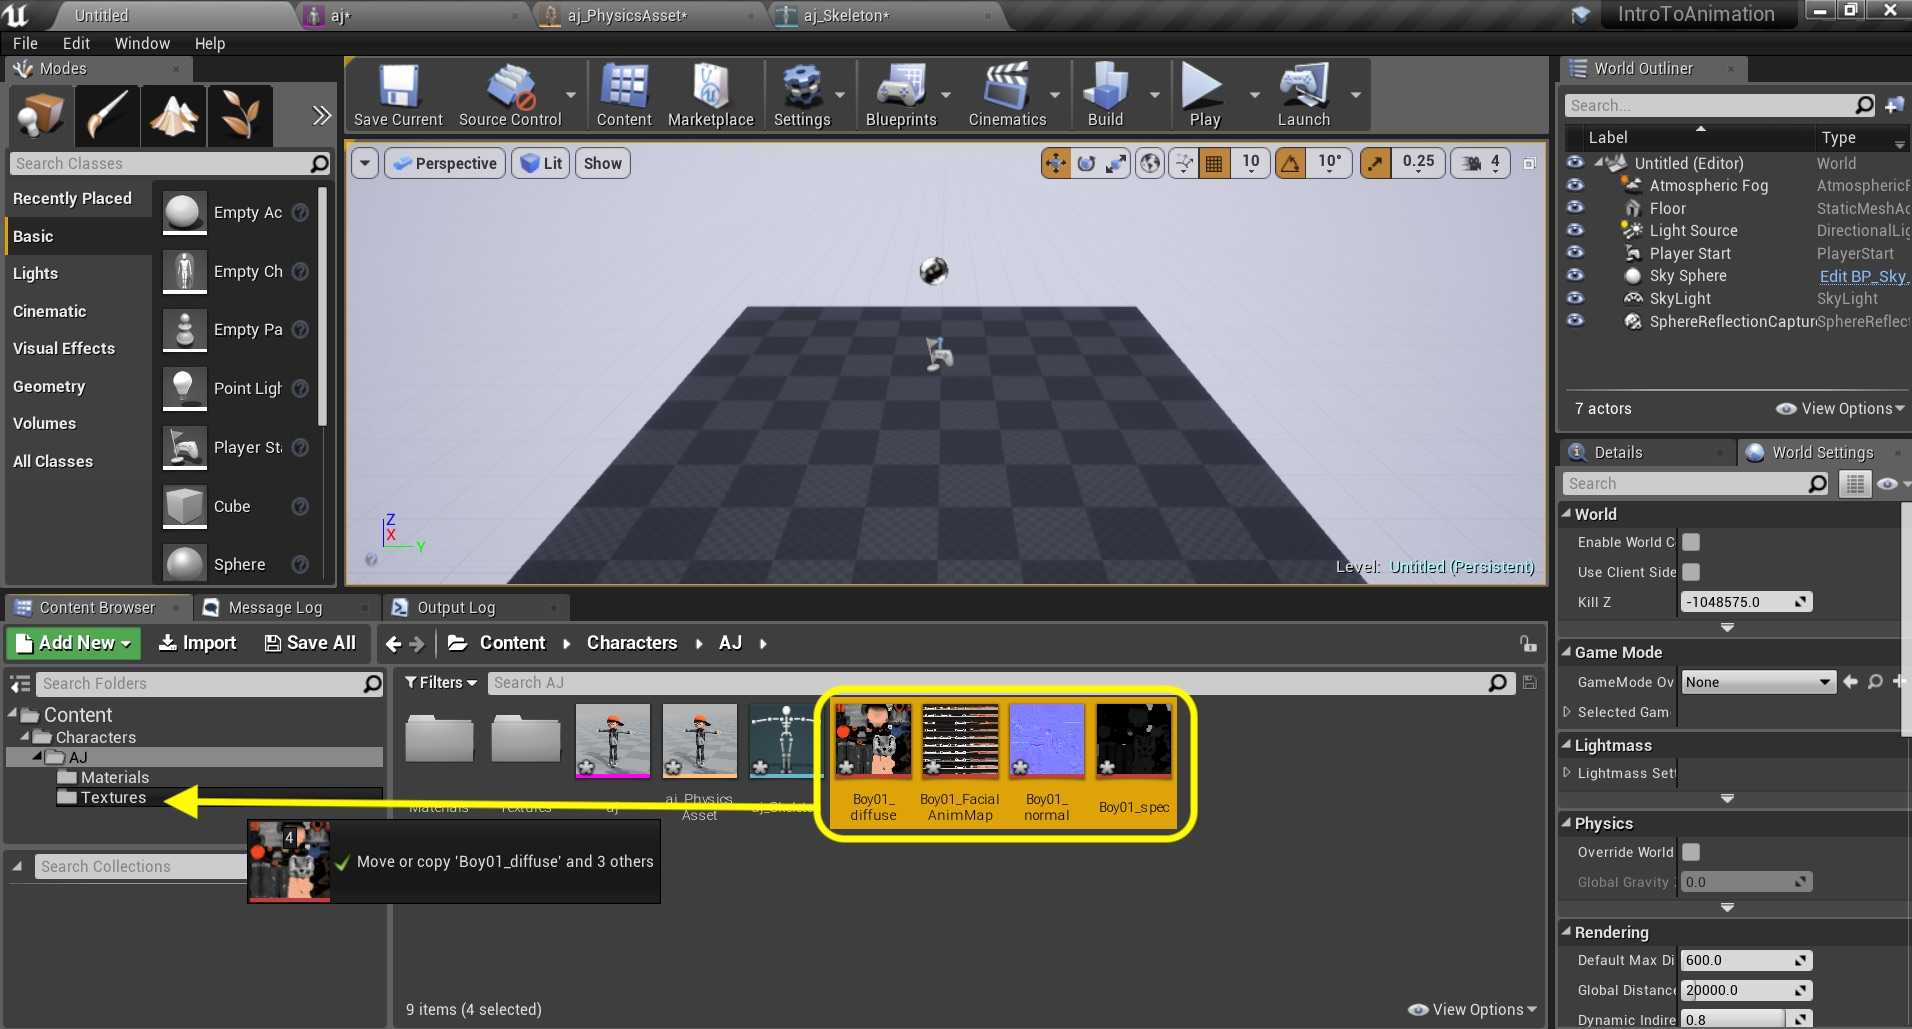 Untitled
aj*
aj_PhysicsAsset*
aj_Skeleton*
IntroToAnimation
File Edit Window Help
Modes
Save Current
Source Control
Content
Marketplace
Settings
Blueprints
Cinematics
Build
Play
Launch
Search Classes
Recently Placed
Basic
Lights
Cinematic
Visual Effects
Geometry
Volumes
All Classes
Empty Ac
Empty Ch
Empty Pa
Point Ligh
Player Sta
Cube
Sphere
Perspective
Lit
Show
10
10°
0.25
4
Z
X
Y
Level: Untitled (Persistent)
World Outliner
Search...
Label Type
Untitled (Editor) World
Atmospheric Fog AtmosphericF
Floor StaticMeshAc
Light Source DirectionalLig
Player Start PlayerStart
Sky Sphere Edit BP_Sky_
SkyLight SkyLight
SphereReflectionCaptur SphereReflect
7 actors
View Options
Details
World Settings
Search
World
Enable World C
Use Client Side
Kill Z -1048575.0
Game Mode
GameMode Ov None
Selected Gam
Lightmass
Lightmass Sett
Physics
Override World
Global Gravity 0.0
Rendering
Default Max Di 600.0
Global Distance 20000.0
Dynamic Indire 0.8
Content Browser
Message Log
Output Log
Add New
Import
Save All
Content
Characters
AJ
Search Folders
Content
Characters
AJ
Materials
Textures
Search Collections
Filters
Search AJ
Materials
Textures
aj
aj_Physics
Asset
aj_Skeleton
Boy01_
diffuse
Boy01_Facial
AnimMap
Boy01_
normal
Boy01_spec
4
Move or copy 'Boy01_diffuse' and 3 others
9 items (4 selected)
View Options